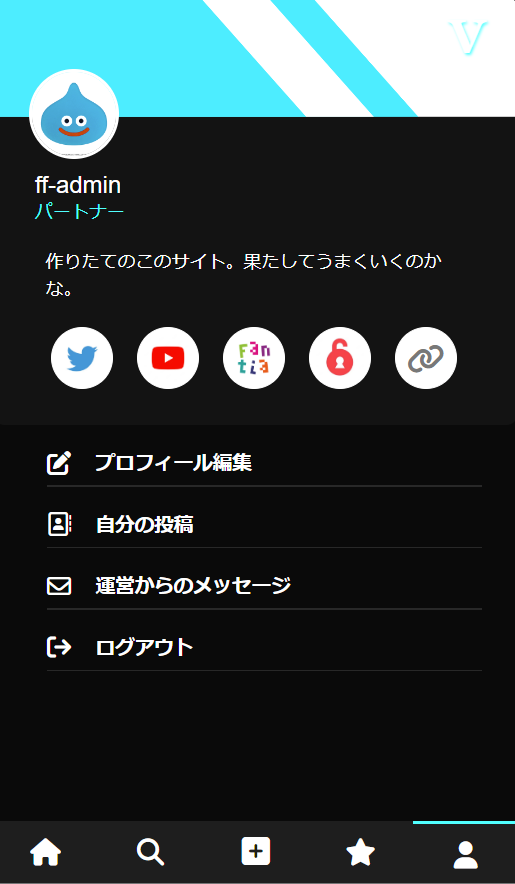 ff-admin
パートナー
作りたてのこのサイト。果たしてうまくいくのか
な。
Fan
tia
プロフィール編集
自分の投稿
運営からのメッセージ
ログアウト